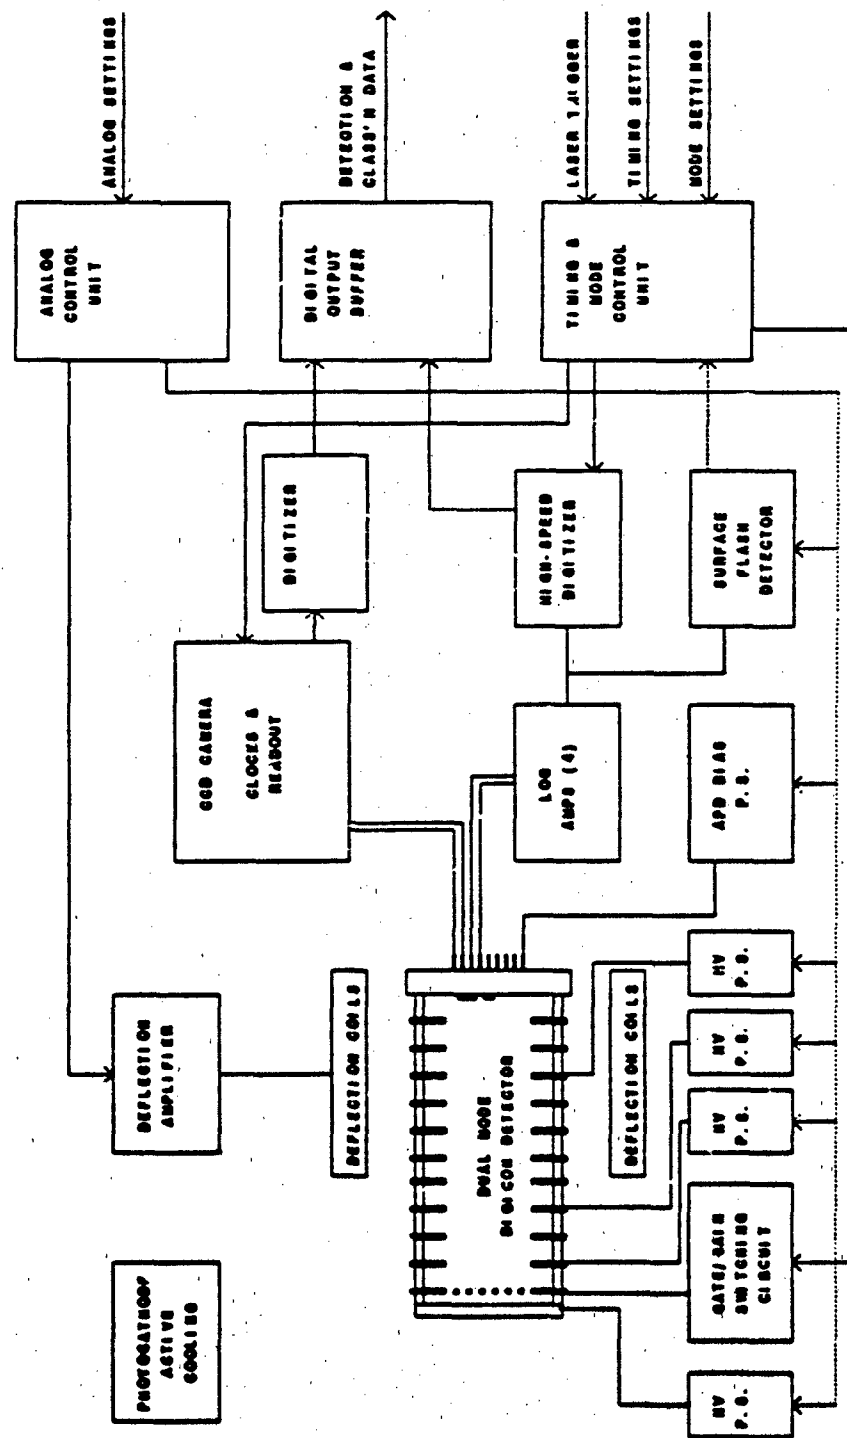 ANALOG SETTINGS
DETECTION &
CLASS'N DATA
LASER TRIGGER
TIMING SETTINGS
MODE SETTINGS
ANALOG
CONTROL
UNIT
DIGITAL
OUTPUT
BUFFER
TIMING &
MODE
CONTROL
UNIT
DIGITIZER
HIGH-SPEED
DIGITIZER
SURFACE
FLASH
DETECTOR
CCD CAMERA
CLOCKS &
READOUT
LOG
AMPS (4)
APD BIAS
P.S.
DEFLECTION
AMPLIFIER
DEFLECTION COILS
DUAL MODE
DIGICON DETECTOR
DEFLECTION COILS
HV
P.S.
HV
P.S.
HV
P.S.
PHOTOCATHODE
ACTIVE
COOLING
GATE/GAIN
SWITCHING
CIRCUIT
HV
P.S.